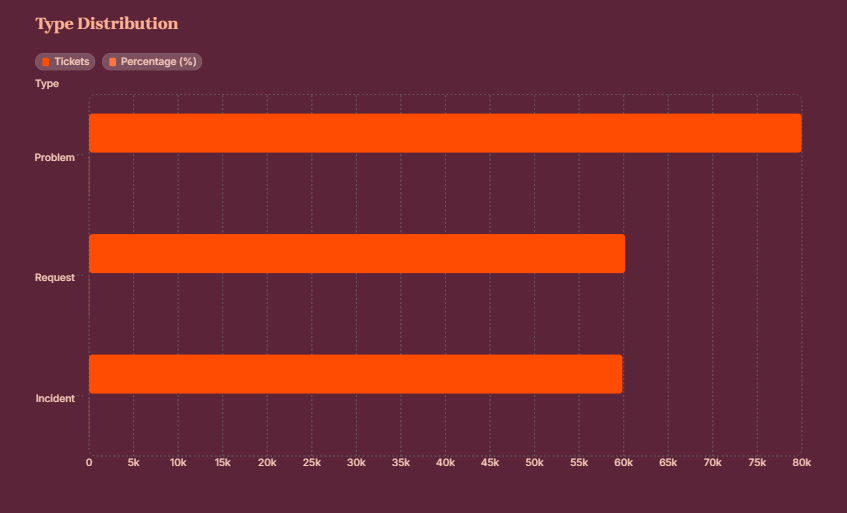 Type Distribution
Tickets Percentage (%)
Type
Problem
Request
Incident
0 5k 10k 15k 20k 25k 30k 35k 40k 45k 50k 55k 60k 65k 70k 75k 80k